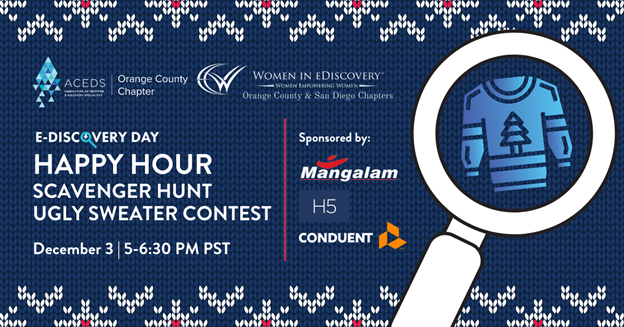 ACEDS
ASSOCIATION OF CERTIFIED
E-DISCOVERY SPECIALISTS
Orange County
Chapter
WOMEN IN EDISCOVERY
WOMEN EMPOWERING WOMEN
Orange County & San Diego Chapters
E-DISCOVERY DAY
HAPPY HOUR
SCAVENGER HUNT
UGLY SWEATER CONTEST
December 3 | 5-6:30 PM PST
Sponsored by:
Mangalam
H5
CONDUENT